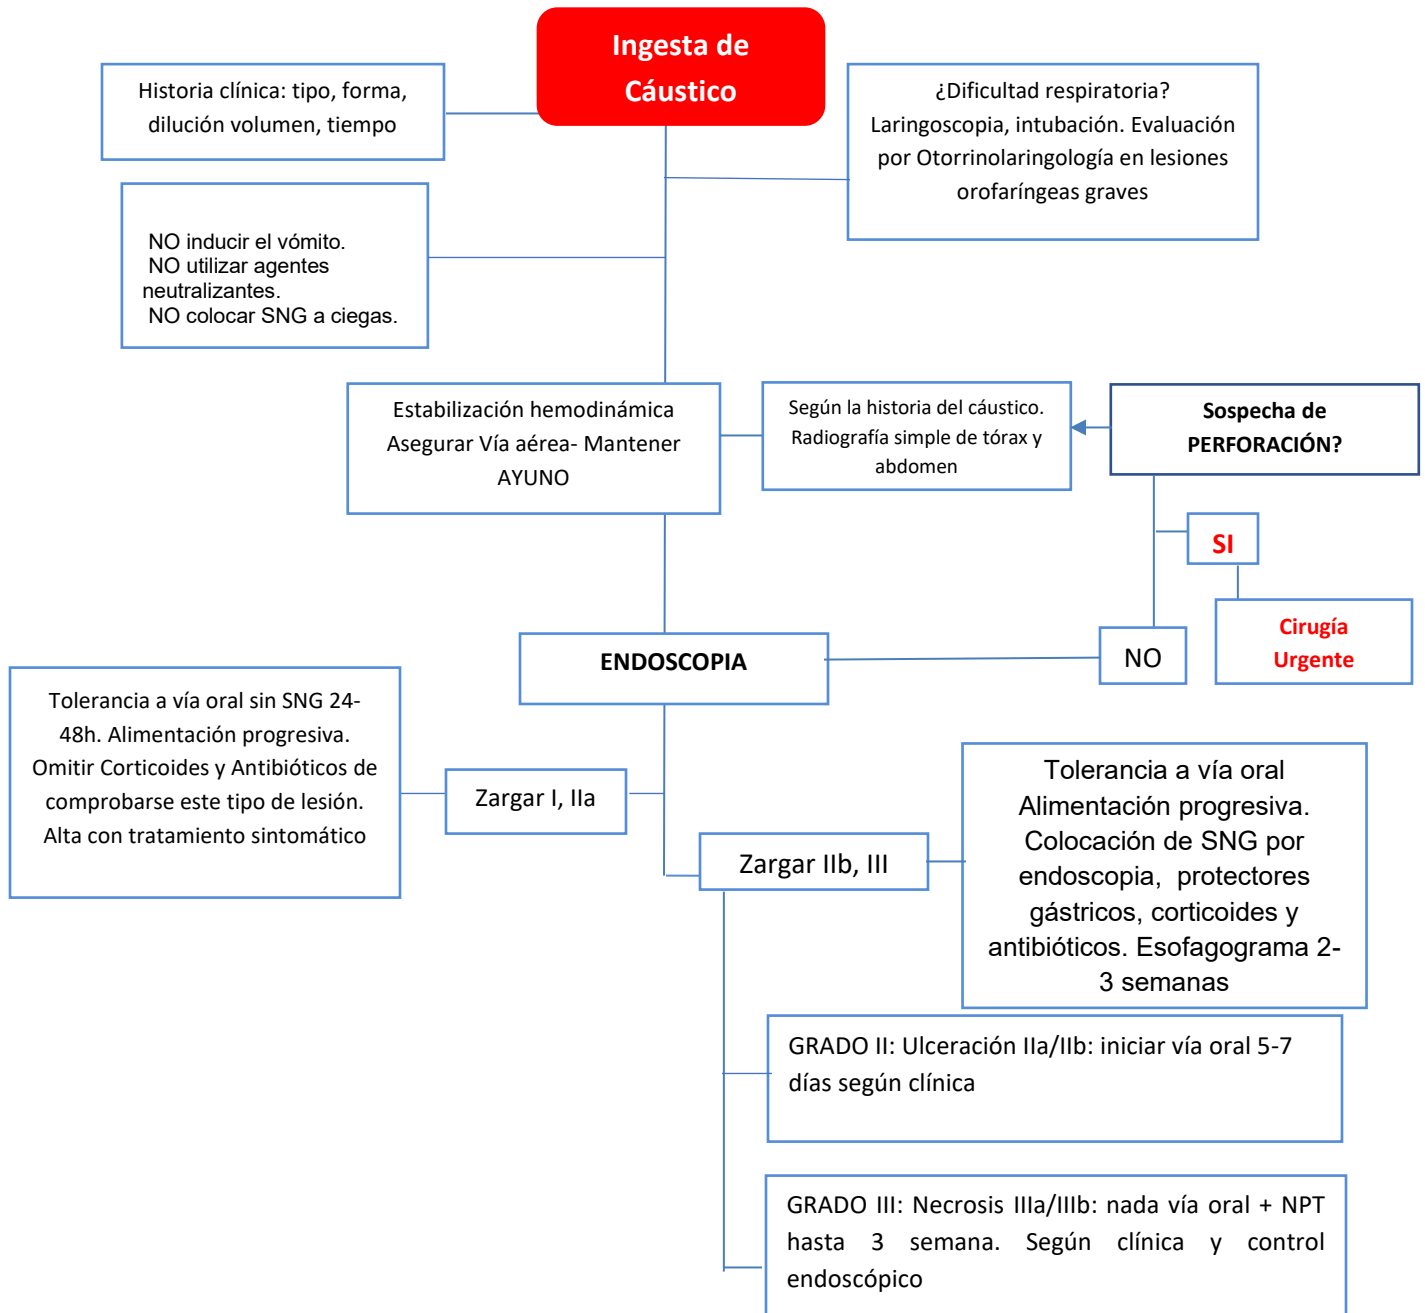 Ingesta de
Cáustico
Historia clínica: tipo, forma,
dilución volumen, tiempo
¿Dificultad respiratoria?
Laringoscopia, intubación. Evaluación
por Otorrinolaringología en lesiones
orofaríngeas graves
NO inducir el vómito.
NO utilizar agentes
neutralizantes.
NO colocar SNG a ciegas.
Estabilización hemodinámica
Asegurar Vía aérea- Mantener
AYUNO
Según la historia del cáustico.
Radiografía simple de tórax y
abdomen
Sospecha de
PERFORACIÓN?
SI
Cirugía
Urgente
NO
ENDOSCOPIA
Tolerancia a vía oral sin SNG 24-
48h. Alimentación progresiva.
Omitir Corticoides y Antibióticos de
comprobarse este tipo de lesión.
Alta con tratamiento sintomático
Zargar I, IIa
Zargar IIb, III
Tolerancia a vía oral
Alimentación progresiva.
Colocación de SNG por
endoscopia, protectores
gástricos, corticoides y
antibióticos. Esofagograma 2-
3 semanas
GRADO II: Ulceración IIa/IIb: iniciar vía oral 5-7
días según clínica
GRADO III: Necrosis IIIa/IIIb: nada vía oral + NPT
hasta 3 semana. Según clínica y control
endoscópico